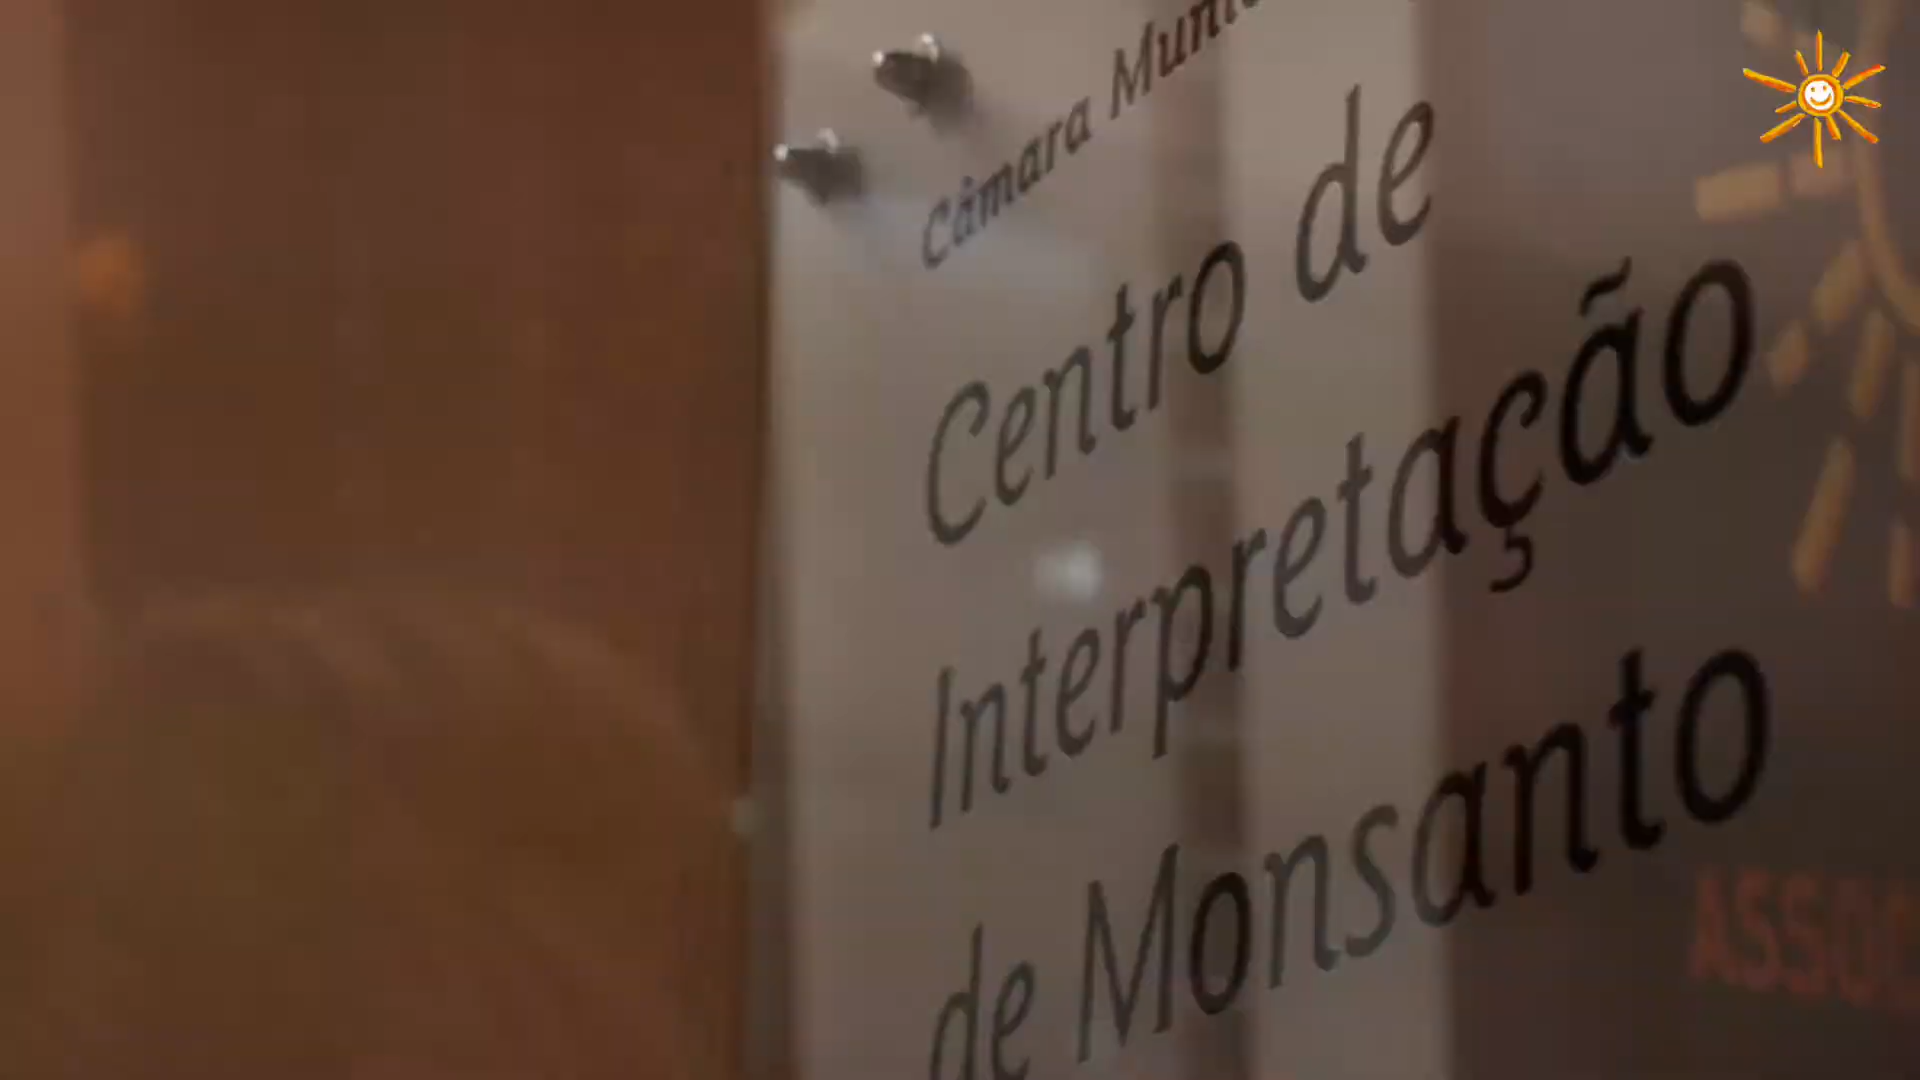 Câmara
Centro de
Interpretação
de Monsanto